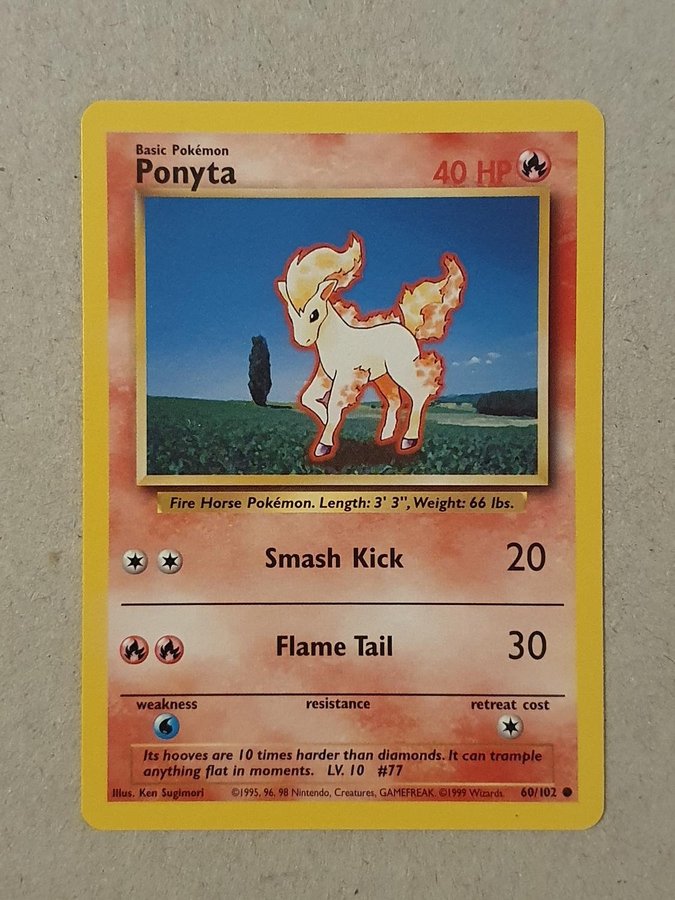 Basic Pokémon
Ponyta
40 HP
Fire Horse Pokémon. Length: 3' 3", Weight: 66 lbs.
Smash Kick 20
Flame Tail 30
weakness resistance retreat cost
Its hooves are 10 times harder than diamonds. It can trample
anything flat in moments. LV. 10 #77
Illus. Ken Sugimori ©1995, 96, 98 Nintendo, Creatures, GAMEFREAK. ©1999 Wizards. 60/102